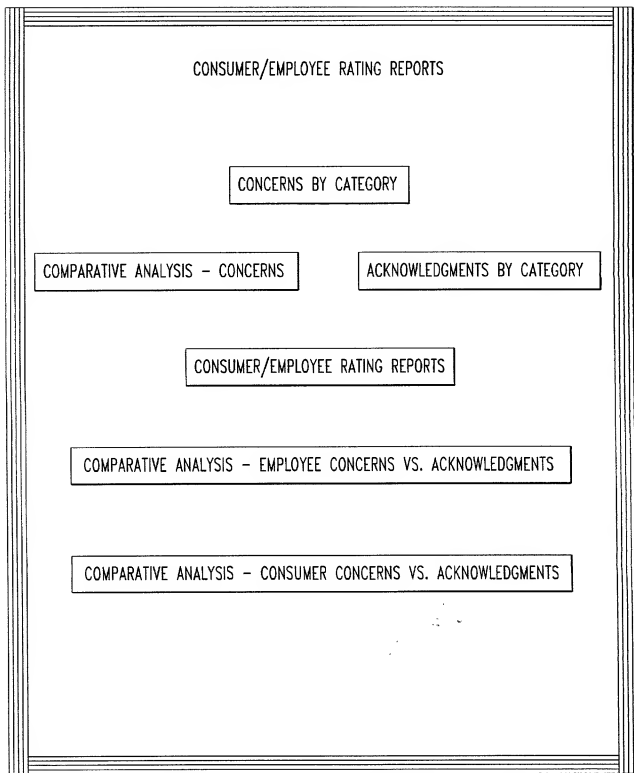 CONSUMER/EMPLOYEE RATING REPORTS
CONCERNS BY CATEGORY
COMPARATIVE ANALYSIS – CONCERNS
ACKNOWLEDGMENTS BY CATEGORY
CONSUMER/EMPLOYEE RATING REPORTS
COMPARATIVE ANALYSIS – EMPLOYEE CONCERNS VS. ACKNOWLEDGMENTS
COMPARATIVE ANALYSIS – CONSUMER CONCERNS VS. ACKNOWLEDGMENTS